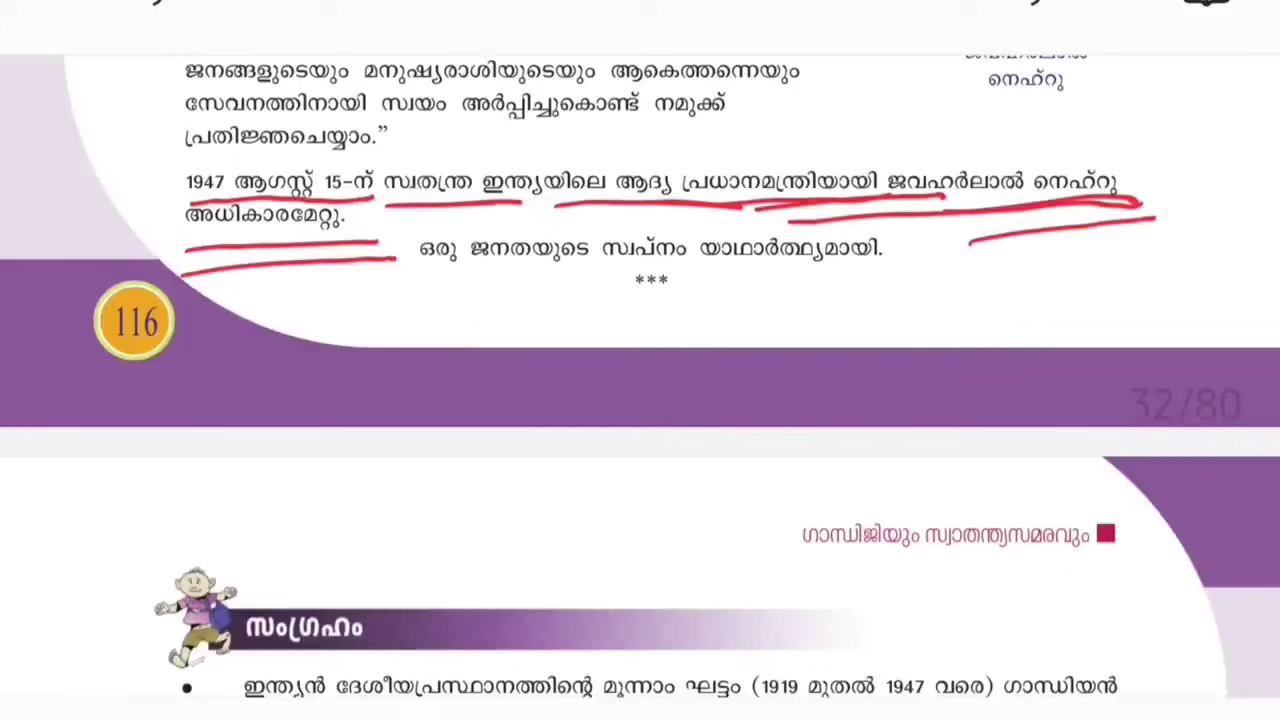 ജനങ്ങളുടെയും മനുഷ്യരാശിയുടെയും ആകെത്തന്നെയും
സേവനത്തിനായി സ്വയം അർപ്പിച്ചുകൊണ്ട് നമുക്ക്
പ്രതിജ്ഞചെയ്യാം.”
ജവഹർലാൽ
നെഹ്റു
1947 ആഗസ്റ്റ് 15-ന് സ്വതന്ത്ര ഇന്ത്യയിലെ ആദ്യ പ്രധാനമന്ത്രിയായി ജവഹർലാൽ നെഹ്റു
അധികാരമേറ്റു.
ഒരു ജനതയുടെ സ്വപ്നം യാഥാർത്ഥ്യമായി.
***
116
32/80
ഗാന്ധിജിയും സ്വാതന്ത്ര്യസമരവും
സംഗ്രഹം
• ഇന്ത്യൻ ദേശീയപ്രസ്ഥാനത്തിന്റെ മൂന്നാം ഘട്ടം (1919 മുതൽ 1947 വരെ) ഗാന്ധിയൻ